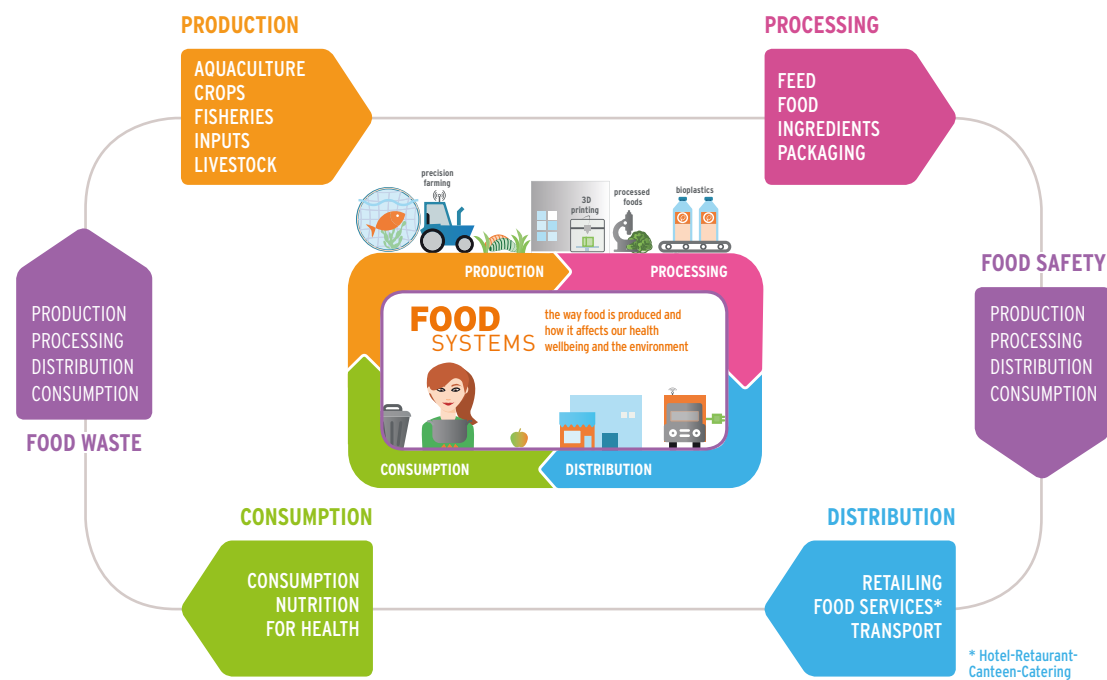 PRODUCTION
AQUACULTURE
CROPS
FISHERIES
INPUTS
LIVESTOCK
PROCESSING
FEED
FOOD
INGREDIENTS
PACKAGING
precision
farming
3D
printing
processed
foods
bioplastics
PRODUCTION
PROCESSING
FOOD
SYSTEMS
the way food is produced and
how it affects our health
wellbeing and the environment
CONSUMPTION
DISTRIBUTION
FOOD SAFETY
PRODUCTION
PROCESSING
DISTRIBUTION
CONSUMPTION
PRODUCTION
PROCESSING
DISTRIBUTION
CONSUMPTION
FOOD WASTE
CONSUMPTION
CONSUMPTION
NUTRITION
FOR HEALTH
DISTRIBUTION
RETAILING
FOOD SERVICES*
TRANSPORT
* Hotel-Retaurant-
Canteen-Catering